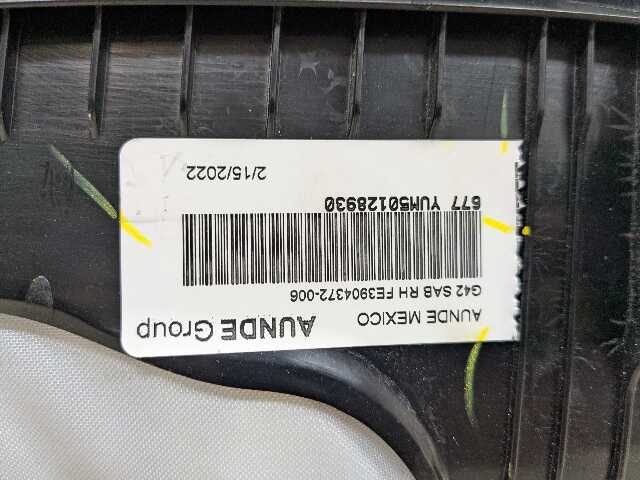 AUNDE MEXICO AUNDE Group
G42 SAB RH FE3904372-006
677 YUM50128930
2/15/2022